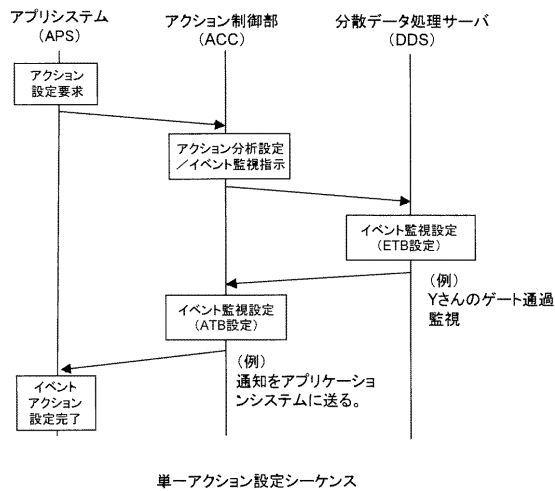 アプリシステム
(APS)
アクション制御部
(ACC)
分散データ処理サーバ
(DDS)
アクション
設定要求
アクション分析設定
／イベント監視指示
イベント監視設定
(ETB設定)
(例)
Yさんのゲート通過
監視
イベント監視設定
(ATB設定)
(例)
通知をアプリケーショ
ンシステムに送る。
イベント
アクション
設定完了
単一アクション設定シーケンス